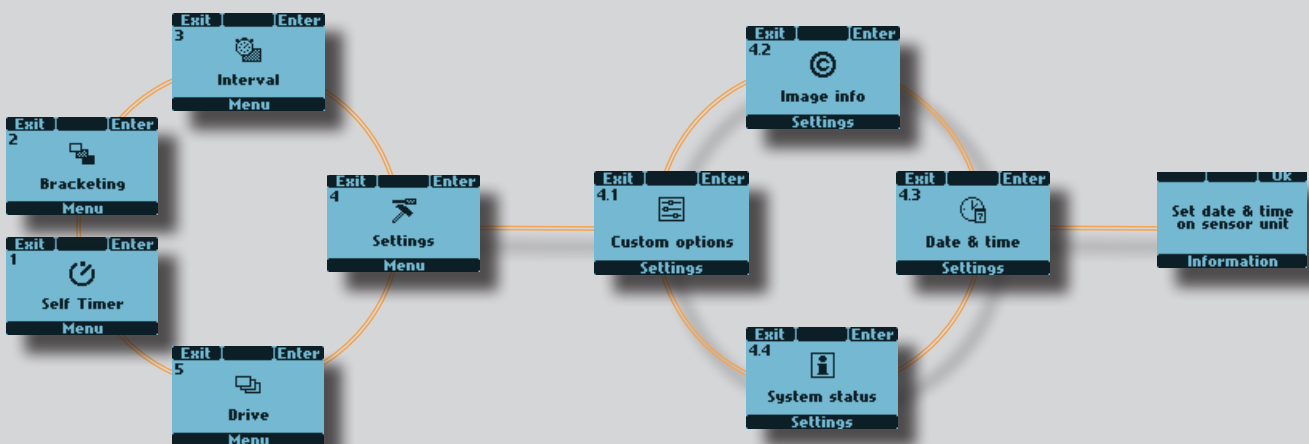 Exit Enter
3
Interval
Menu
Exit Enter
2
Bracketing
Menu
Exit Enter
1
Self Timer
Menu
Exit Enter
4
Settings
Menu
Exit Enter
5
Drive
Menu
Exit Enter
4.2
©
Image info
Settings
Exit Enter
4.1
Custom options
Settings
Exit Enter
4.3
Date & time
Settings
Exit Enter
4.4
System status
Settings
Ok
Set date & time
on sensor unit
Information